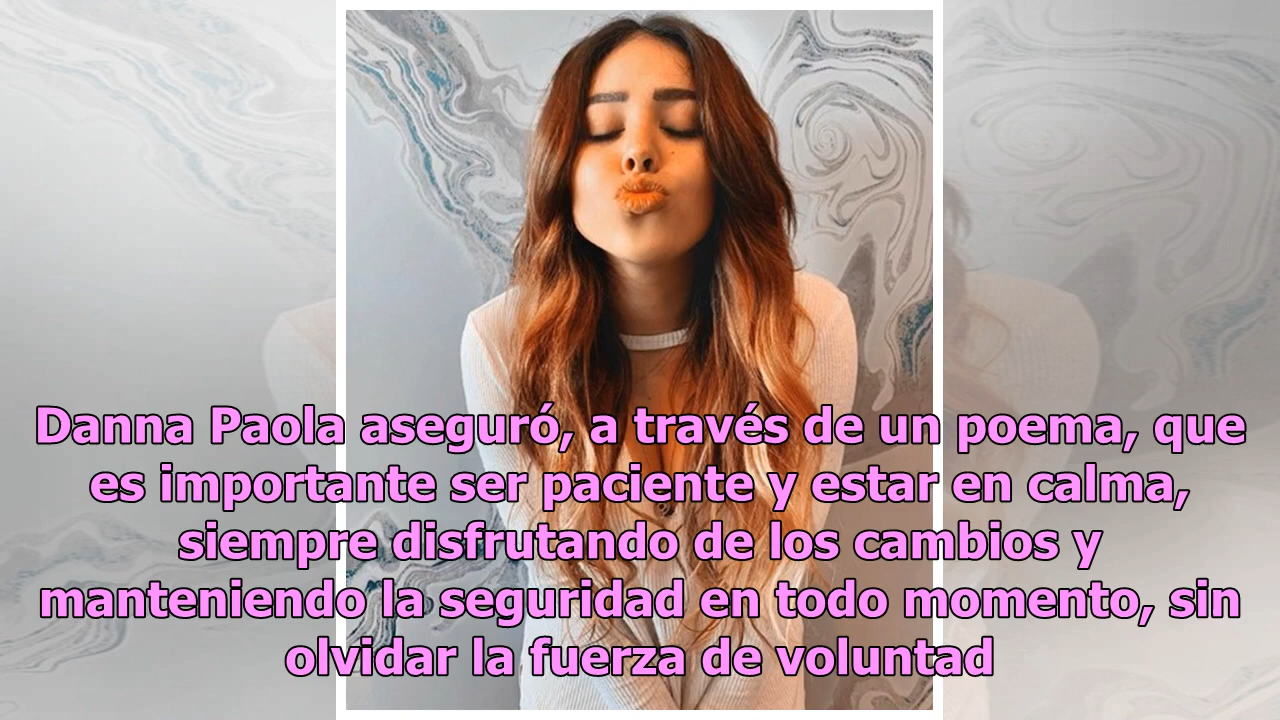 Danna Paola aseguró, a través de un poema, que
es importante ser paciente y estar en calma,
siempre disfrutando de los cambios y
manteniendo la seguridad en todo momento, sin
olvidar la fuerza de voluntad